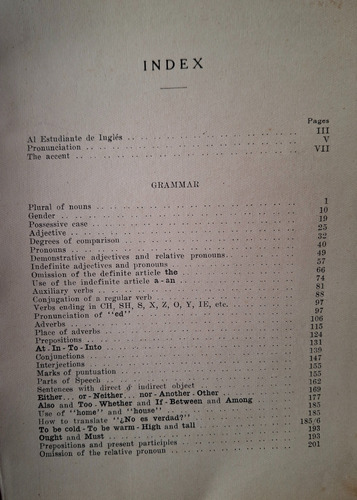 INDEX
Pages
Al Estudiante de Inglés III
Pronunciation V
The accent VII
GRAMMAR
Plural of nouns 1
Gender 10
Possessive case 19
Adjective 25
Degrees of comparison 32
Pronouns 40
Demonstrative adjectives and relative pronouns 49
Indefinite adjectives and pronouns 57
Omission of the definite article the 66
Use of the indefinite article a-an 74
Auxiliary verbs 81
Conjugation of a regular verb 88
Verbs ending in CH, SH, S, X, Z, O, Y, IE, etc. 97
Pronunciation of "ed" 97
Adverbs 106
Place of adverbs 115
Prepositions 124
At-In-To-Into 131
Conjunctions 139
Interjections 147
Marks of punctuation 155
Parts of Speech 155
Sentences with direct & indirect object 162
Either... or-Neither... nor-Another-Other 169
Also and Too-Whether and If-Between and Among 177
Use of "home" and "house" 185
How to translate "¿No es verdad?" 185
To be cold-To be warm-High and tall 185/6
Ought and Must 193
Prepositions and present participles 193
Omission of the relative pronoun 201